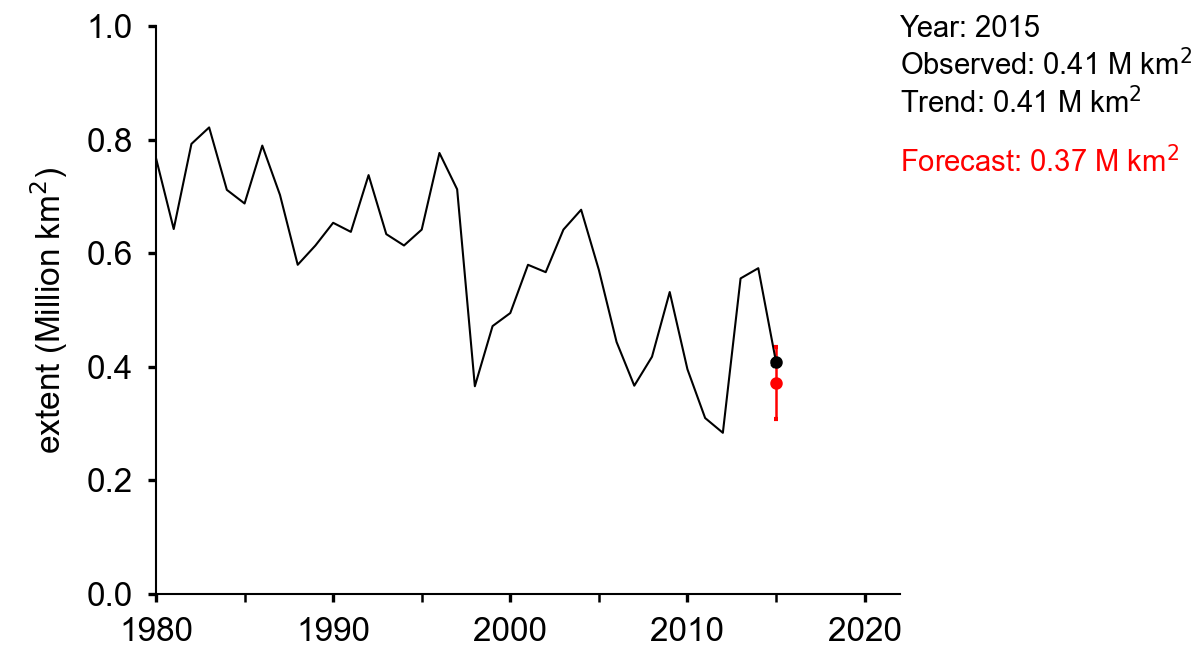 Year: 2015
Observed: 0.41 M km²
Trend: 0.41 M km²
Forecast: 0.37 M km²
extent (Million km²)
1.0
0.8
0.6
0.4
0.2
0.0
1980 1990 2000 2010 2020